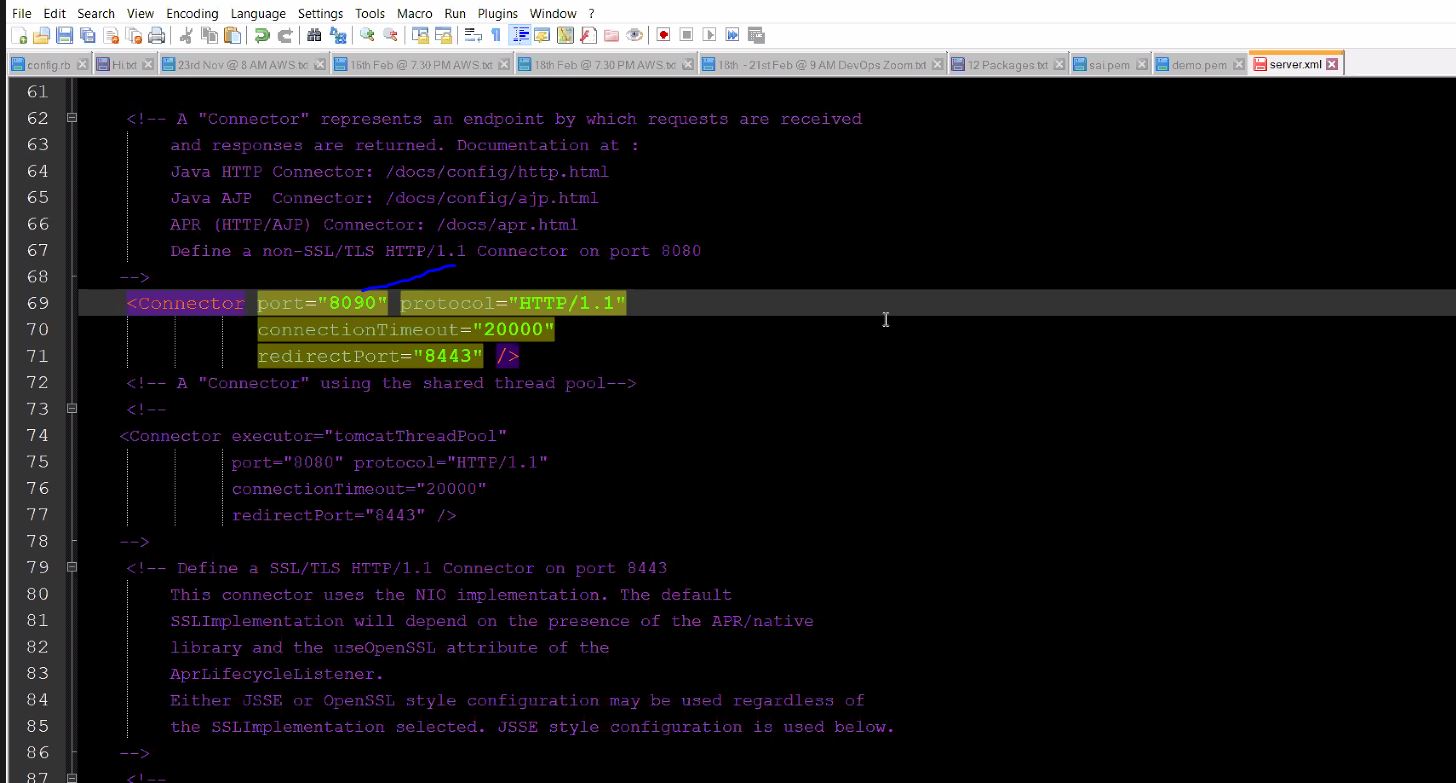 File Edit Search View Encoding Language Settings Tools Macro Run Plugins Window ?
config.rb Hi.txt 23rd Nov @ 8 AM AWS.txt 15th Feb @ 7.30 PM AWS.txt 18th Feb @ 7.30 PM AWS.txt 18th - 21st Feb @ 9 AM DevOps Zoom.txt 12 Packages.txt sai.pem demo.pem server.xml
61
62 <!-- A "Connector" represents an endpoint by which requests are received
63 and responses are returned. Documentation at :
64 Java HTTP Connector: /docs/config/http.html
65 Java AJP  Connector: /docs/config/ajp.html
66 APR (HTTP/AJP) Connector: /docs/apr.html
67 Define a non-SSL/TLS HTTP/1.1 Connector on port 8080
68 -->
69 <Connector port="8090" protocol="HTTP/1.1"
70 connectionTimeout="20000"
71 redirectPort="8443" />
72 <!-- A "Connector" using the shared thread pool-->
73 <!--
74 <Connector executor="tomcatThreadPool"
75 port="8080" protocol="HTTP/1.1"
76 connectionTimeout="20000"
77 redirectPort="8443" />
78 -->
79 <!-- Define a SSL/TLS HTTP/1.1 Connector on port 8443
80 This connector uses the NIO implementation. The default
81 SSLImplementation will depend on the presence of the APR/native
82 library and the useOpenSSL attribute of the
83 AprLifecycleListener.
84 Either JSSE or OpenSSL style configuration may be used regardless of
85 the SSLImplementation selected. JSSE style configuration is used below.
86 -->
87 <!--